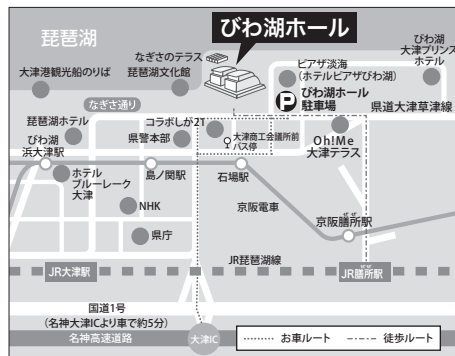 琵琶湖
びわ湖ホール
なぎさのテラス
大津港観光船のりば
琵琶湖文化館
ピアザ淡海
(ホテルピアザびわ湖)
びわ湖
大津プリンス
ホテル
P
びわ湖ホール
駐車場
県道大津草津線
なぎさ通り
琵琶湖ホテル
コラボしが21
県警本部
大津商工会議所前
バス停
Oh!Me
大津テラス
びわ湖
浜大津駅
島ノ関駅
石場駅
ホテル
ブルーレーク
大津
NHK
県庁
京阪電車
京阪膳所駅
ぜぜ
JR琵琶湖線
JR大津駅
JR膳所駅
ぜぜ
国道1号
(名神大津ICより車で約5分)
名神高速道路
大津IC
お車ルート
徒歩ルート